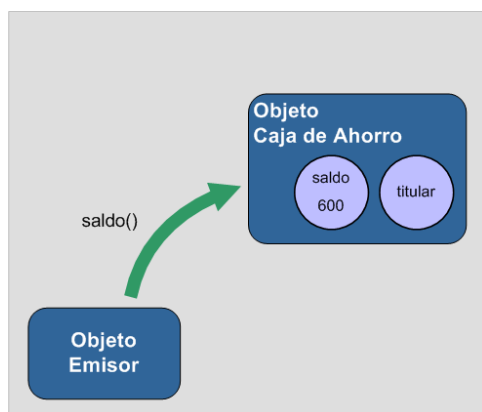 Objeto
Caja de Ahorro
saldo
600
titular
saldo()
Objeto
Emisor